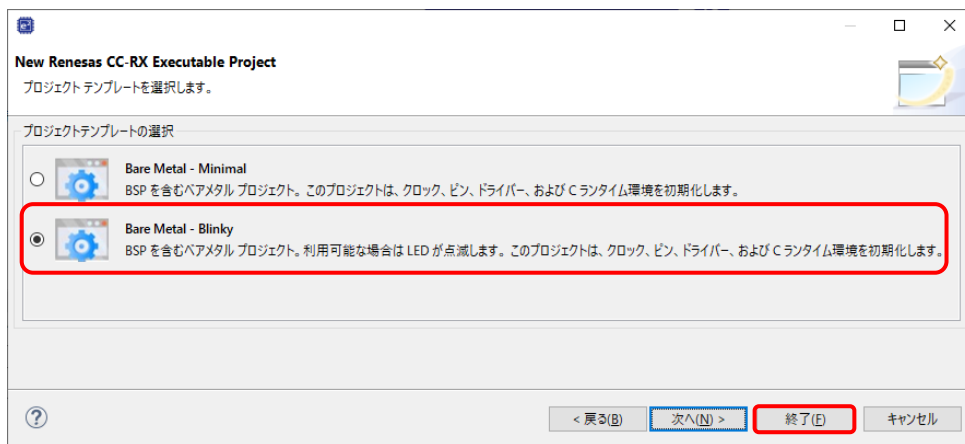 New Renesas CC-RX Executable Project
プロジェクト テンプレートを選択します。
プロジェクトテンプレートの選択
Bare Metal - Minimal
BSP を含むベアメタル プロジェクト。このプロジェクトは、クロック、ピン、ドライバー、および C ランタイム環境を初期化します。
Bare Metal - Blinky
BSP を含むベアメタル プロジェクト。利用可能な場合は LED が点滅します。このプロジェクトは、クロック、ピン、ドライバー、および C ランタイム環境を初期化します。
< 戻る(B) 次へ(N) > 終了(F) キャンセル